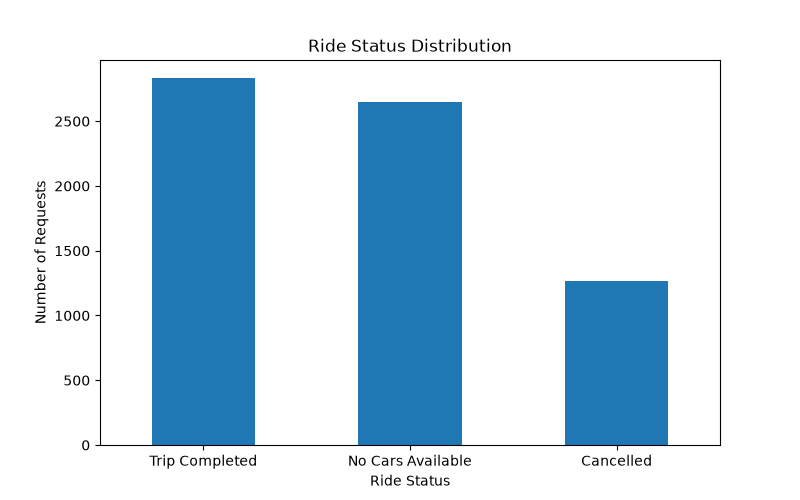 Ride Status Distribution
Number of Requests
2500
2000
1500
1000
500
0
Trip Completed
No Cars Available
Cancelled
Ride Status